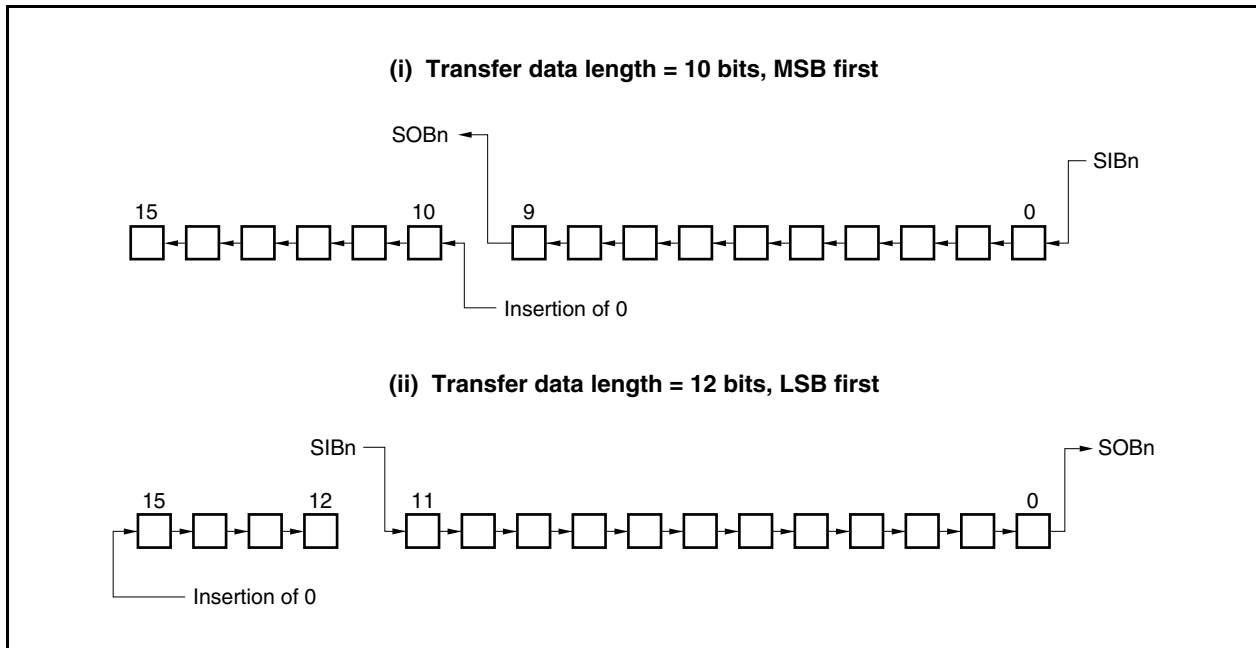 (i) Transfer data length = 10 bits, MSB first
SOBn
SIBn
15 10 9 0
Insertion of 0
(ii) Transfer data length = 12 bits, LSB first
SIBn
SOBn
15 12 11 0
Insertion of 0